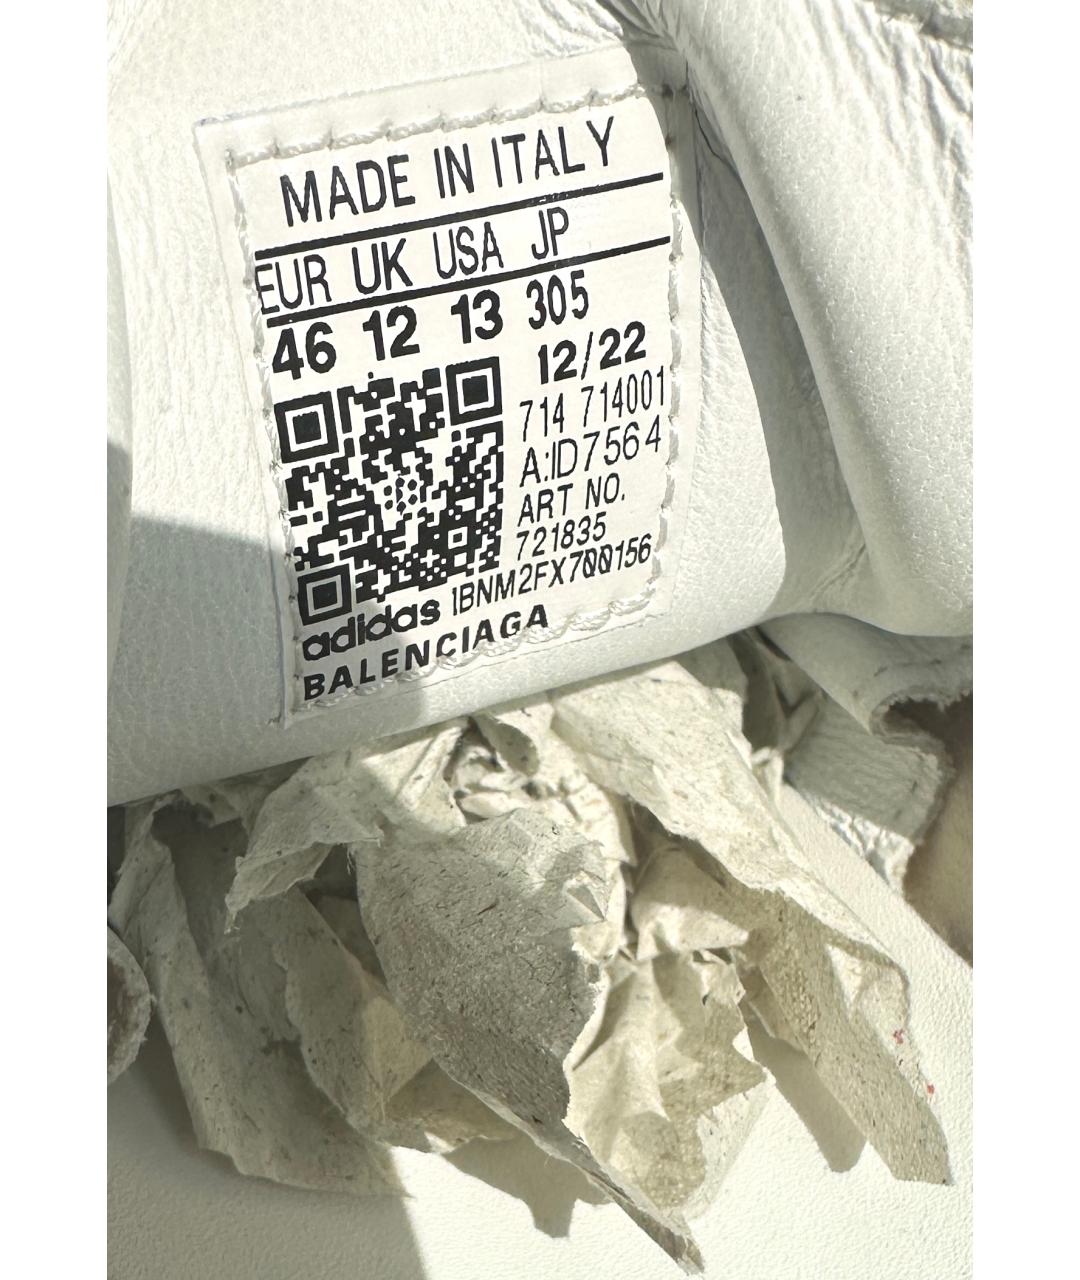 MADE IN ITALY
EUR UK USA JP
46 12 13 305
12/22
714 714001
A:ID7564
ART NO.
721835
IBNM2FX700156
adidas
BALENCIAGA